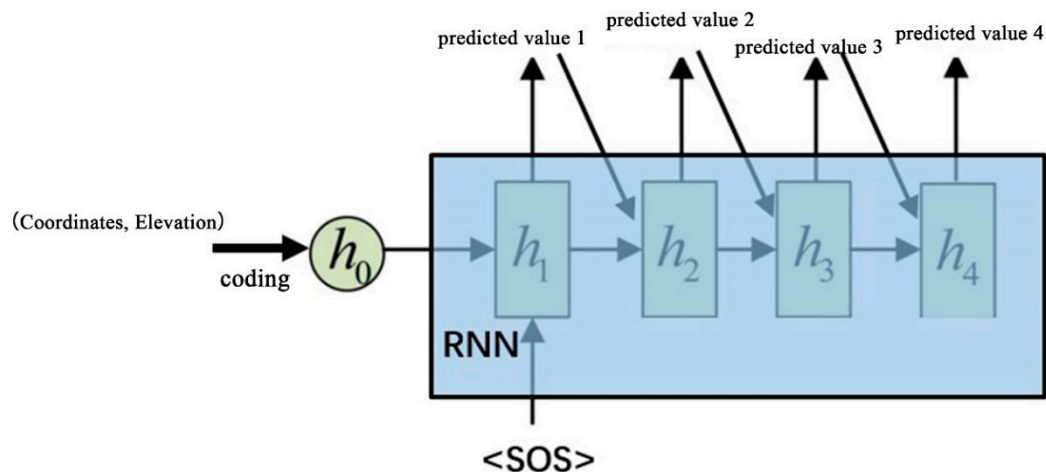 predicted value 1
predicted value 2
predicted value 3
predicted value 4
(Coordinates, Elevation)
coding
h0
h1
h2
h3
h4
RNN
<SOS>